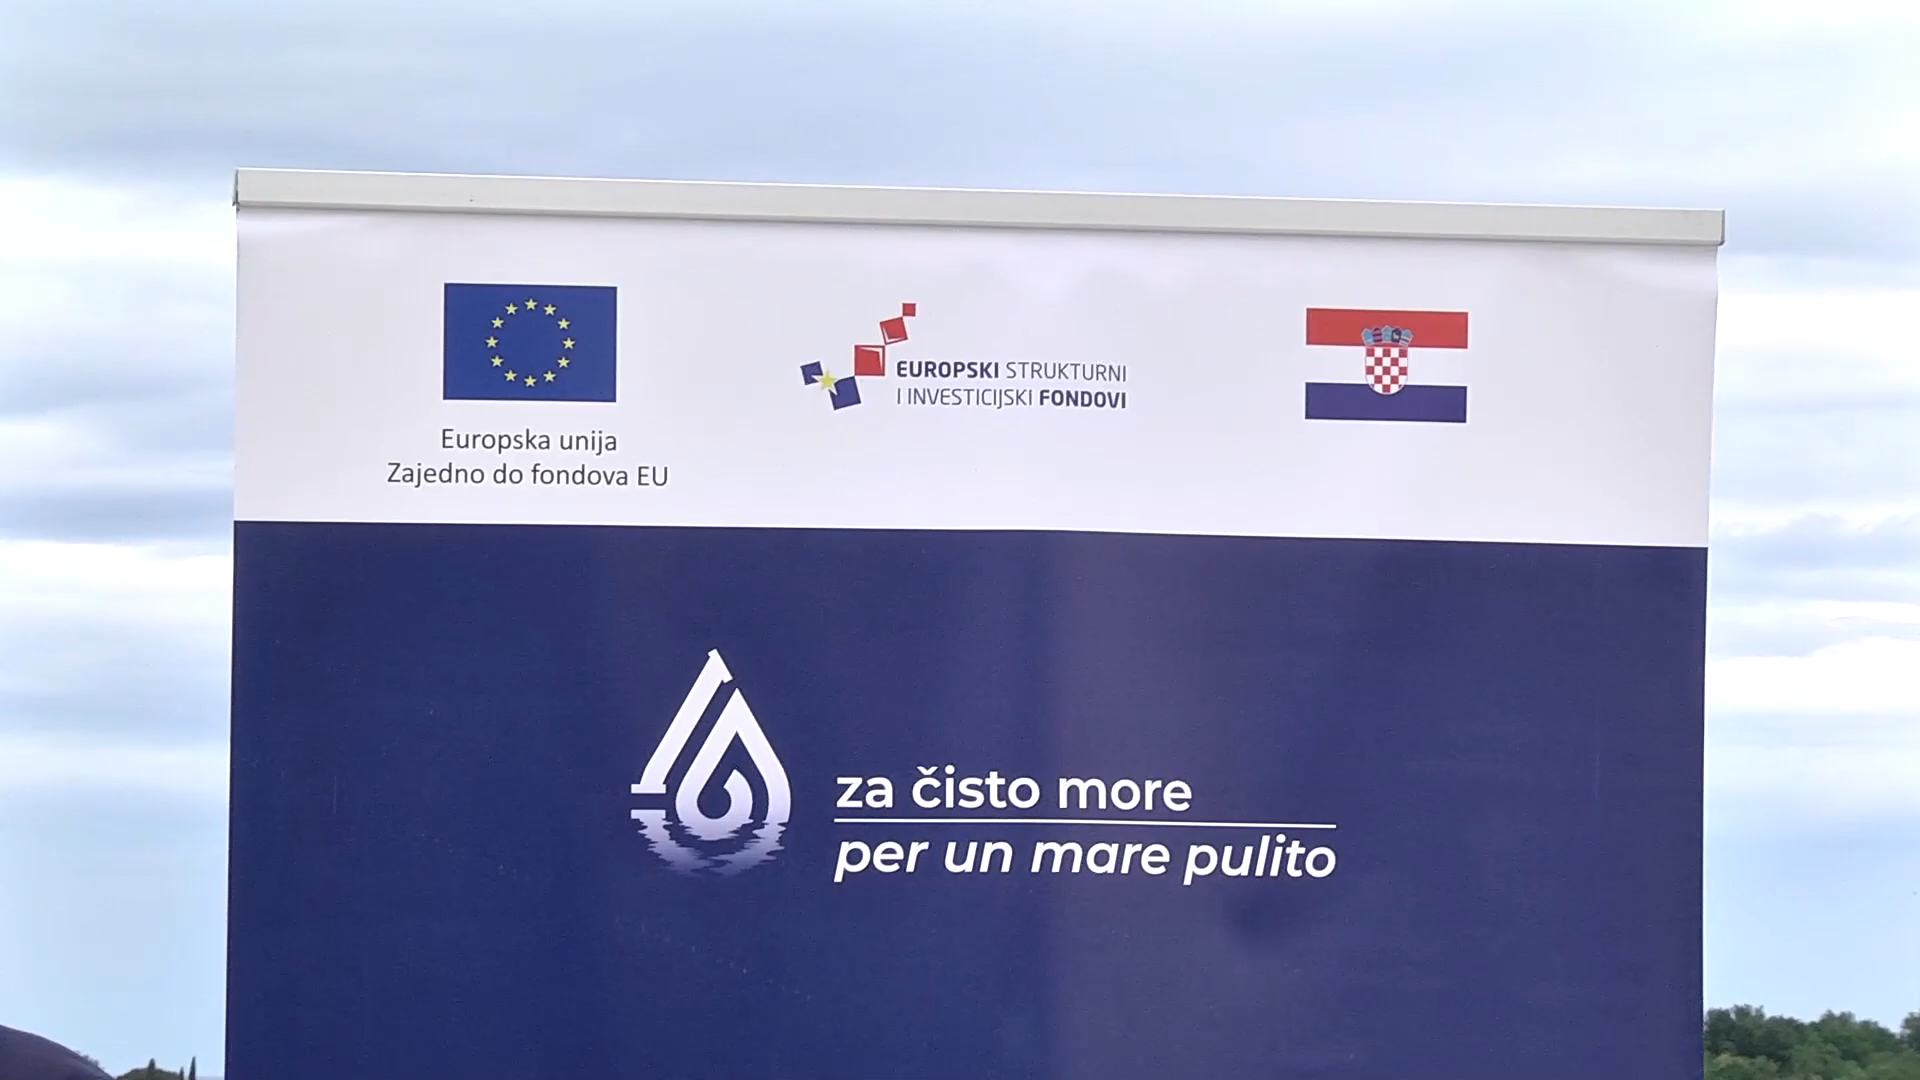 Europska unija
Zajedno do fondova EU
EUROPSKI STRUKTURNI
I INVESTICIJSKI FONDOVI
za čisto more
per un mare pulito